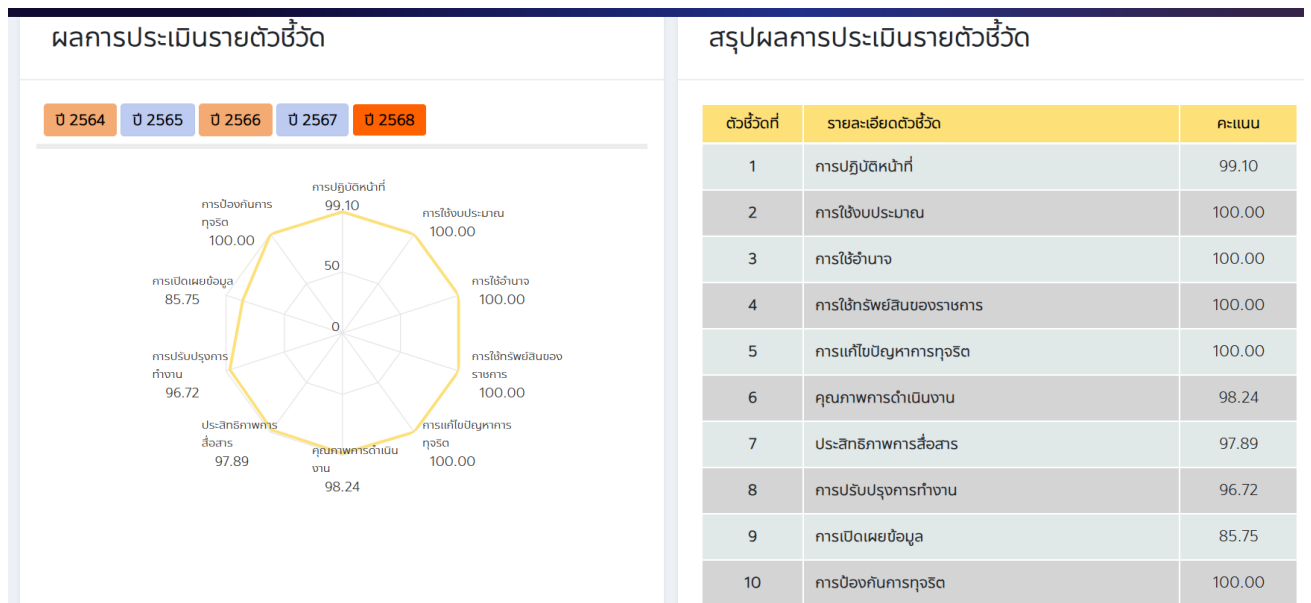 ผลการประเมินรายตัวชี้วัด
ปี 2564 ปี 2565 ปี 2566 ปี 2567 ปี 2568
การปฏิบัติหน้าที่
99.10
การใช้งบประมาณ
100.00
การใช้อำนาจ
100.00
การใช้ทรัพย์สินของ
ราชการ
100.00
การแก้ไขปัญหาการ
ทุจริต
100.00
คุณภาพการดำเนิน
งาน
98.24
ประสิทธิภาพการ
สื่อสาร
97.89
การปรับปรุงการ
ทำงาน
96.72
การเปิดเผยข้อมูล
85.75
การป้องกันการ
ทุจริต
100.00
50
0
สรุปผลการประเมินรายตัวชี้วัด
ตัวชี้วัดที่ รายละเอียดตัวชี้วัด คะแนน
1 การปฏิบัติหน้าที่ 99.10
2 การใช้งบประมาณ 100.00
3 การใช้อำนาจ 100.00
4 การใช้ทรัพย์สินของราชการ 100.00
5 การแก้ไขปัญหาการทุจริต 100.00
6 คุณภาพการดำเนินงาน 98.24
7 ประสิทธิภาพการสื่อสาร 97.89
8 การปรับปรุงการทำงาน 96.72
9 การเปิดเผยข้อมูล 85.75
10 การป้องกันการทุจริต 100.00